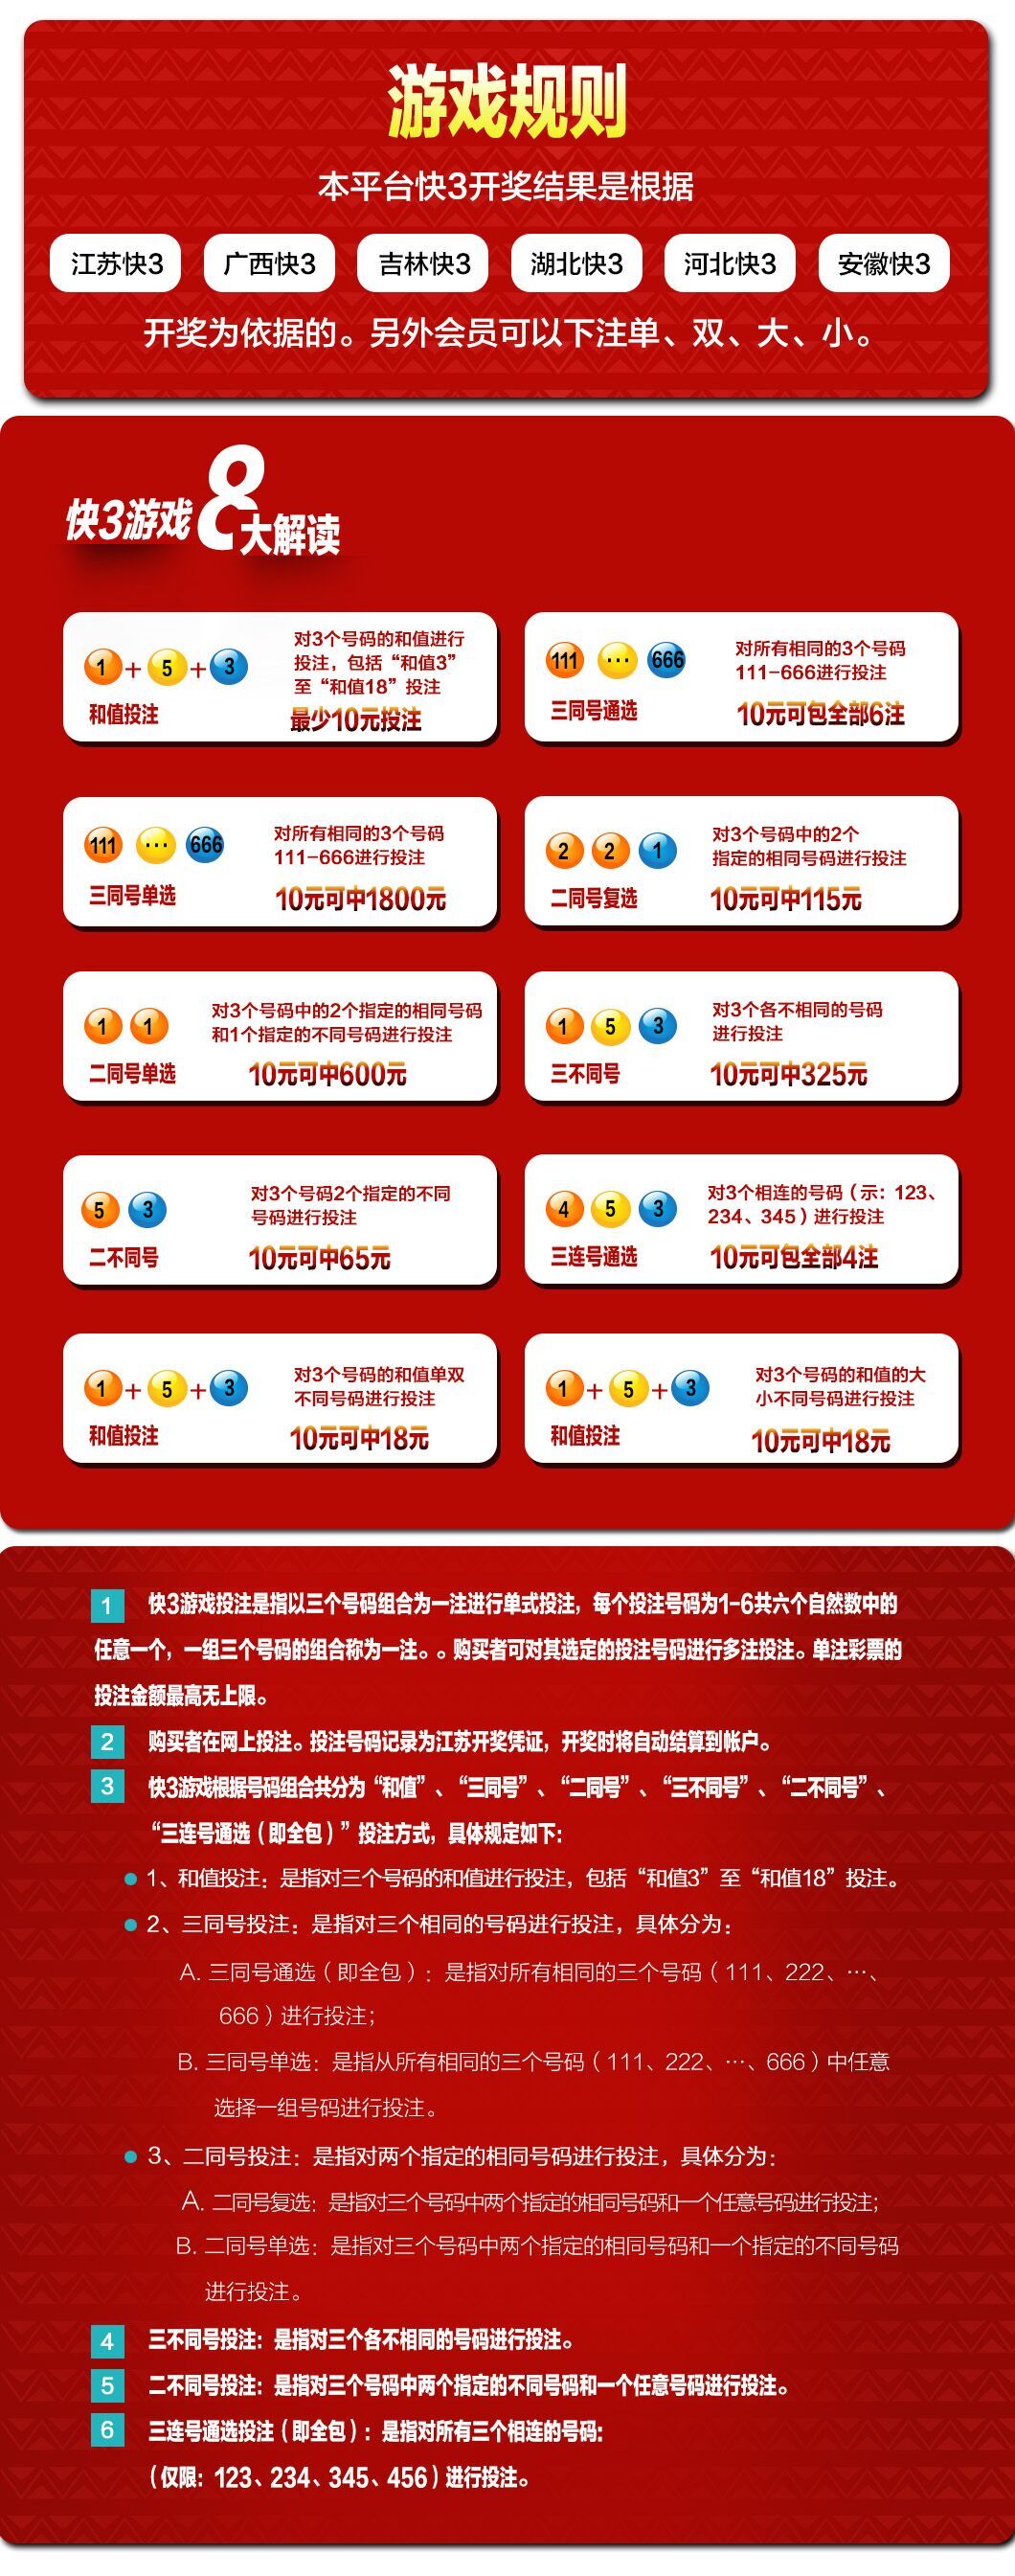 游戏规则
本平台快3开奖结果是根据
江苏快3 广西快3 吉林快3 湖北快3 河北快3 安徽快3
开奖为依据的。另外会员可以下注单、双、大、小。
快3游戏8大解读
1+5+3
和值投注
对3个号码的和值进行
投注，包括“和值3”
至“和值18”投注
最少10元投注
111 … 666
三同号通选
对所有相同的3个号码
111-666进行投注
10元可包全部6注
111 … 666
三同号单选
对所有相同的3个号码
111-666进行投注
10元可中1800元
2 2 1
二同号复选
对3个号码中的2个
指定的相同号码进行投注
10元可中115元
1 1
二同号单选
对3个号码中的2个指定的相同号码
和1个指定的不同号码进行投注
10元可中600元
1 5 3
三不同号
对3个各不相同的号码
进行投注
10元可中325元
5 3
二不同号
对3个号码2个指定的不同
号码进行投注
10元可中65元
4 5 3
三连号通选
对3个相连的号码（示：123、
234、345）进行投注
10元可包全部4注
1+5+3
和值投注
对3个号码的和值单双
不同号码进行投注
10元可中18元
1+5+3
和值投注
对3个号码的和值的大
小不同号码进行投注
10元可中18元
1 快3游戏投注是指以三个号码组合为一注进行单式投注，每个投注号码为1-6共六个自然数中的
任意一个，一组三个号码的组合称为一注。。购买者可对其选定的投注号码进行多注投注。单注彩票的
投注金额最高无上限。
2 购买者在网上投注。投注号码记录为江苏开奖凭证，开奖时将自动结算到帐户。
3 快3游戏根据号码组合共分为“和值”、“三同号”、“二同号”、“三不同号”、“二不同号”、
“三连号通选（即全包）”投注方式，具体规定如下：
1、和值投注：是指对三个号码的和值进行投注，包括“和值3”至“和值18”投注。
2、三同号投注：是指对三个相同的号码进行投注，具体分为：
A. 三同号通选（即全包）：是指对所有相同的三个号码（111、222、…、
666）进行投注；
B. 三同号单选：是指从所有相同的三个号码（111、222、…、666）中任意
选择一组号码进行投注。
3、二同号投注：是指对两个指定的相同号码进行投注，具体分为：
A. 二同号复选：是指对三个号码中两个指定的相同号码和一个任意号码进行投注；
B. 二同号单选：是指对三个号码中两个指定的相同号码和一个指定的不同号码
进行投注。
4 三不同号投注：是指对三个各不相同的号码进行投注。
5 二不同号投注：是指对三个号码中两个指定的不同号码和一个任意号码进行投注。
6 三连号通选投注（即全包）：是指对所有三个相连的号码：
（仅限：123、234、345、456）进行投注。